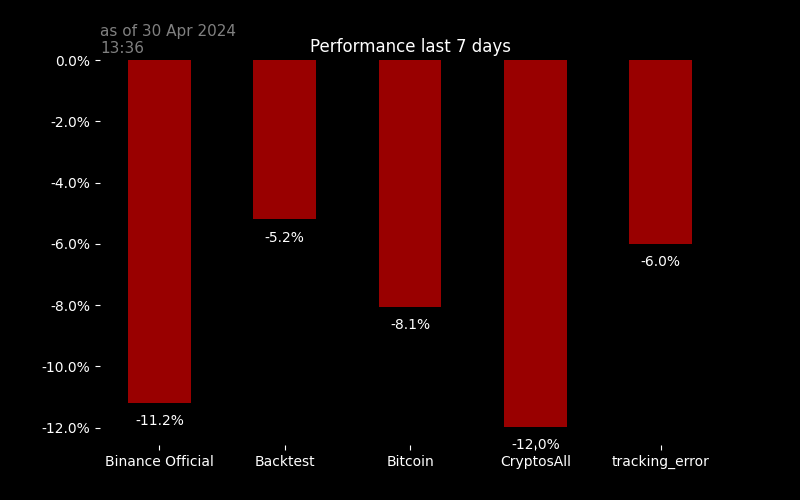 as of 30 Apr 2024
13:36
Performance last 7 days
0.0%
-2.0%
-4.0%
-6.0%
-8.0%
-10.0%
-12.0%
-11.2%
-5.2%
-8.1%
-12.0%
-6.0%
Binance Official
Backtest
Bitcoin
CryptosAll
tracking_error